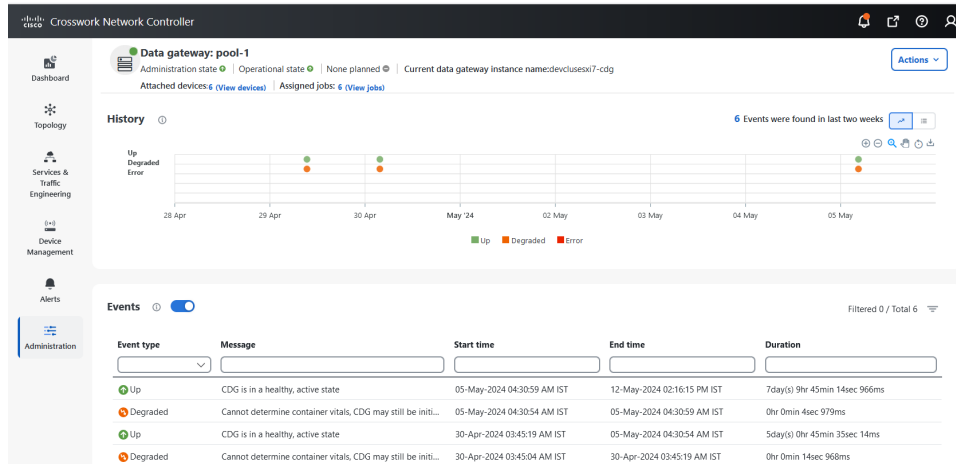 cisco Crosswork Network Controller
Dashboard
Topology
Services &
Traffic
Engineering
Device
Management
Alerts
Administration
Data gateway: pool-1
Administration state | Operational state | None planned | Current data gateway instance name:devclusesxi7-cdg
Attached devices:6 (View devices) | Assigned jobs: 6 (View jobs)
Actions
History
6 Events were found in last two weeks
Up
Degraded
Error
28 Apr 29 Apr 30 Apr May '24 02 May 03 May 04 May 05 May
Up Degraded Error
Events
Filtered 0 / Total 6
Event type Message Start time End time Duration
Up CDG is in a healthy, active state 05-May-2024 04:30:59 AM IST 12-May-2024 02:16:15 PM IST 7day(s) 9hr 45min 14sec 966ms
Degraded Cannot determine container vitals, CDG may still be initi... 05-May-2024 04:30:54 AM IST 05-May-2024 04:30:59 AM IST 0hr 0min 4sec 979ms
Up CDG is in a healthy, active state 30-Apr-2024 03:45:19 AM IST 05-May-2024 04:30:54 AM IST 5day(s) 0hr 45min 35sec 14ms
Degraded Cannot determine container vitals, CDG may still be initi... 30-Apr-2024 03:45:04 AM IST 30-Apr-2024 03:45:19 AM IST 0hr 0min 14sec 968ms